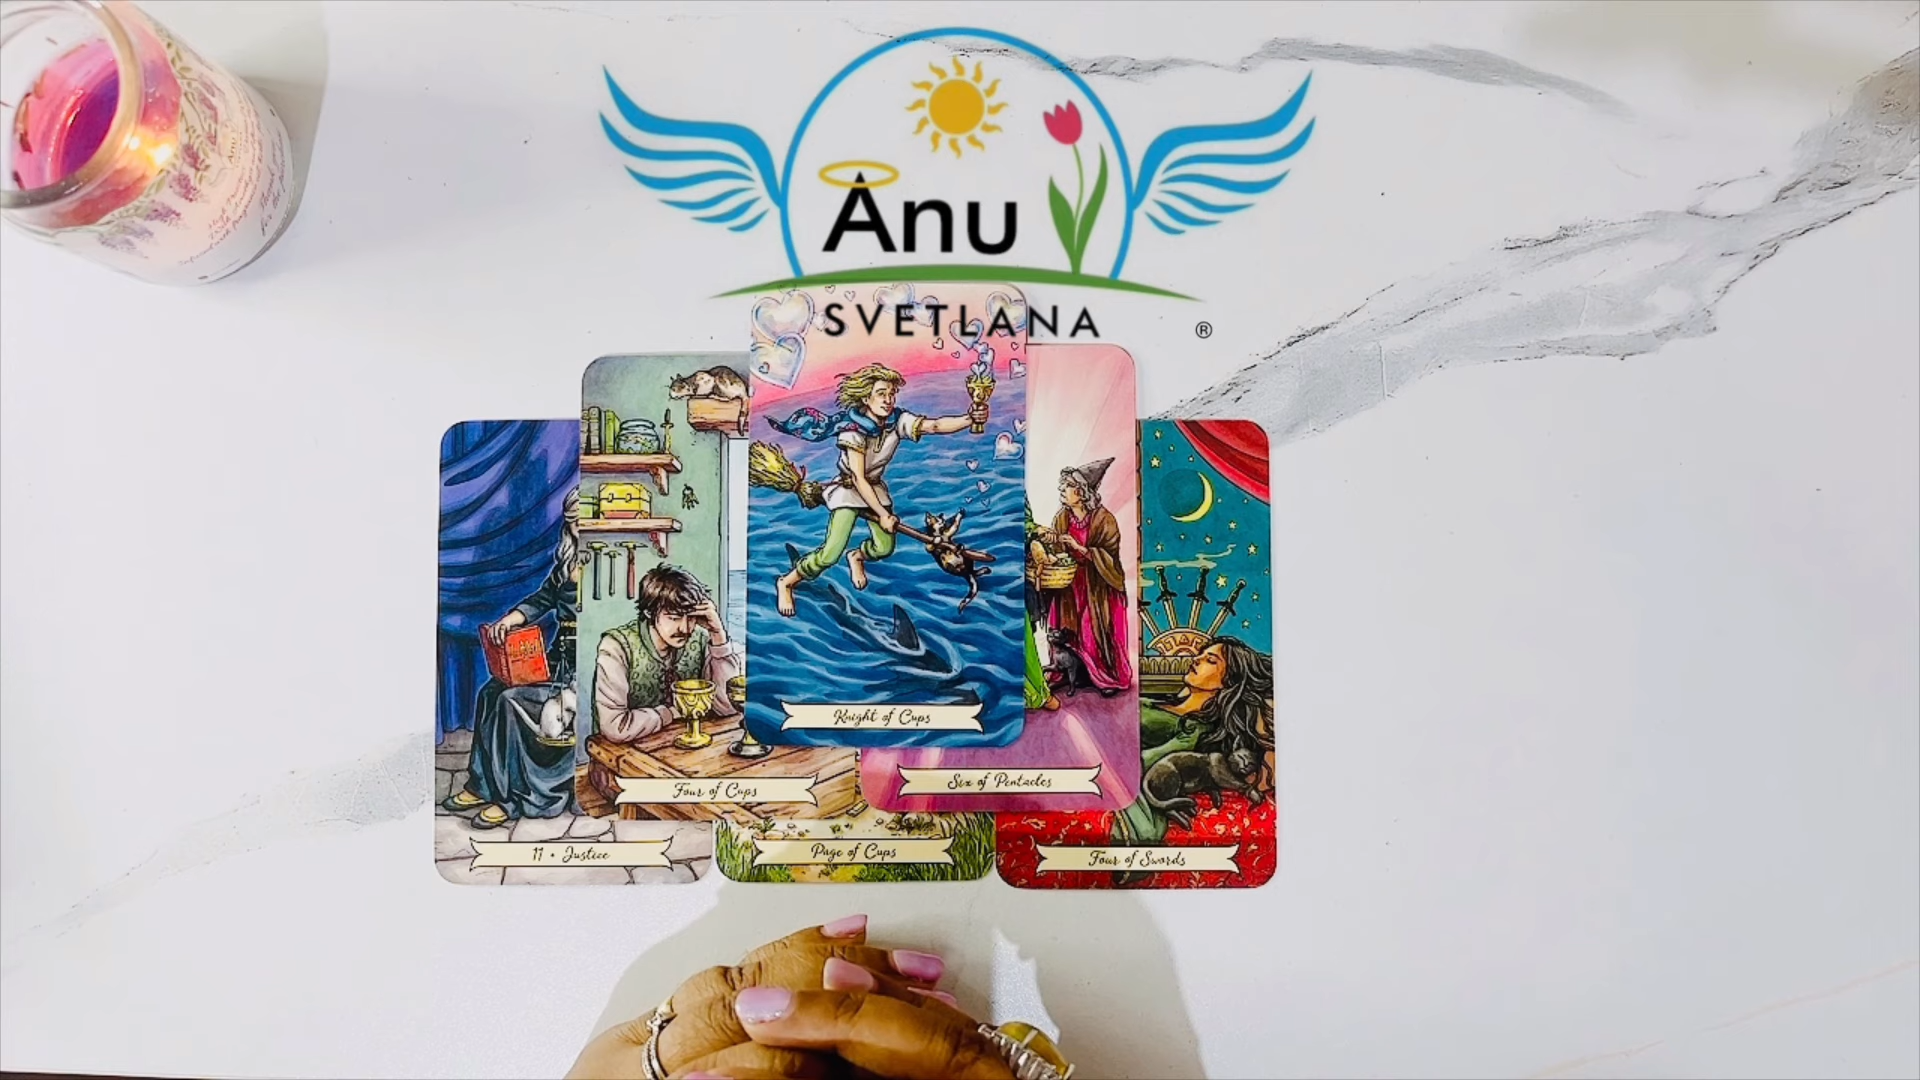 Anu
SVETLANA
®
Knight of Cups
Four of Cups
Six of Pentacles
11 • Justice
Page of Cups
Four of Swords